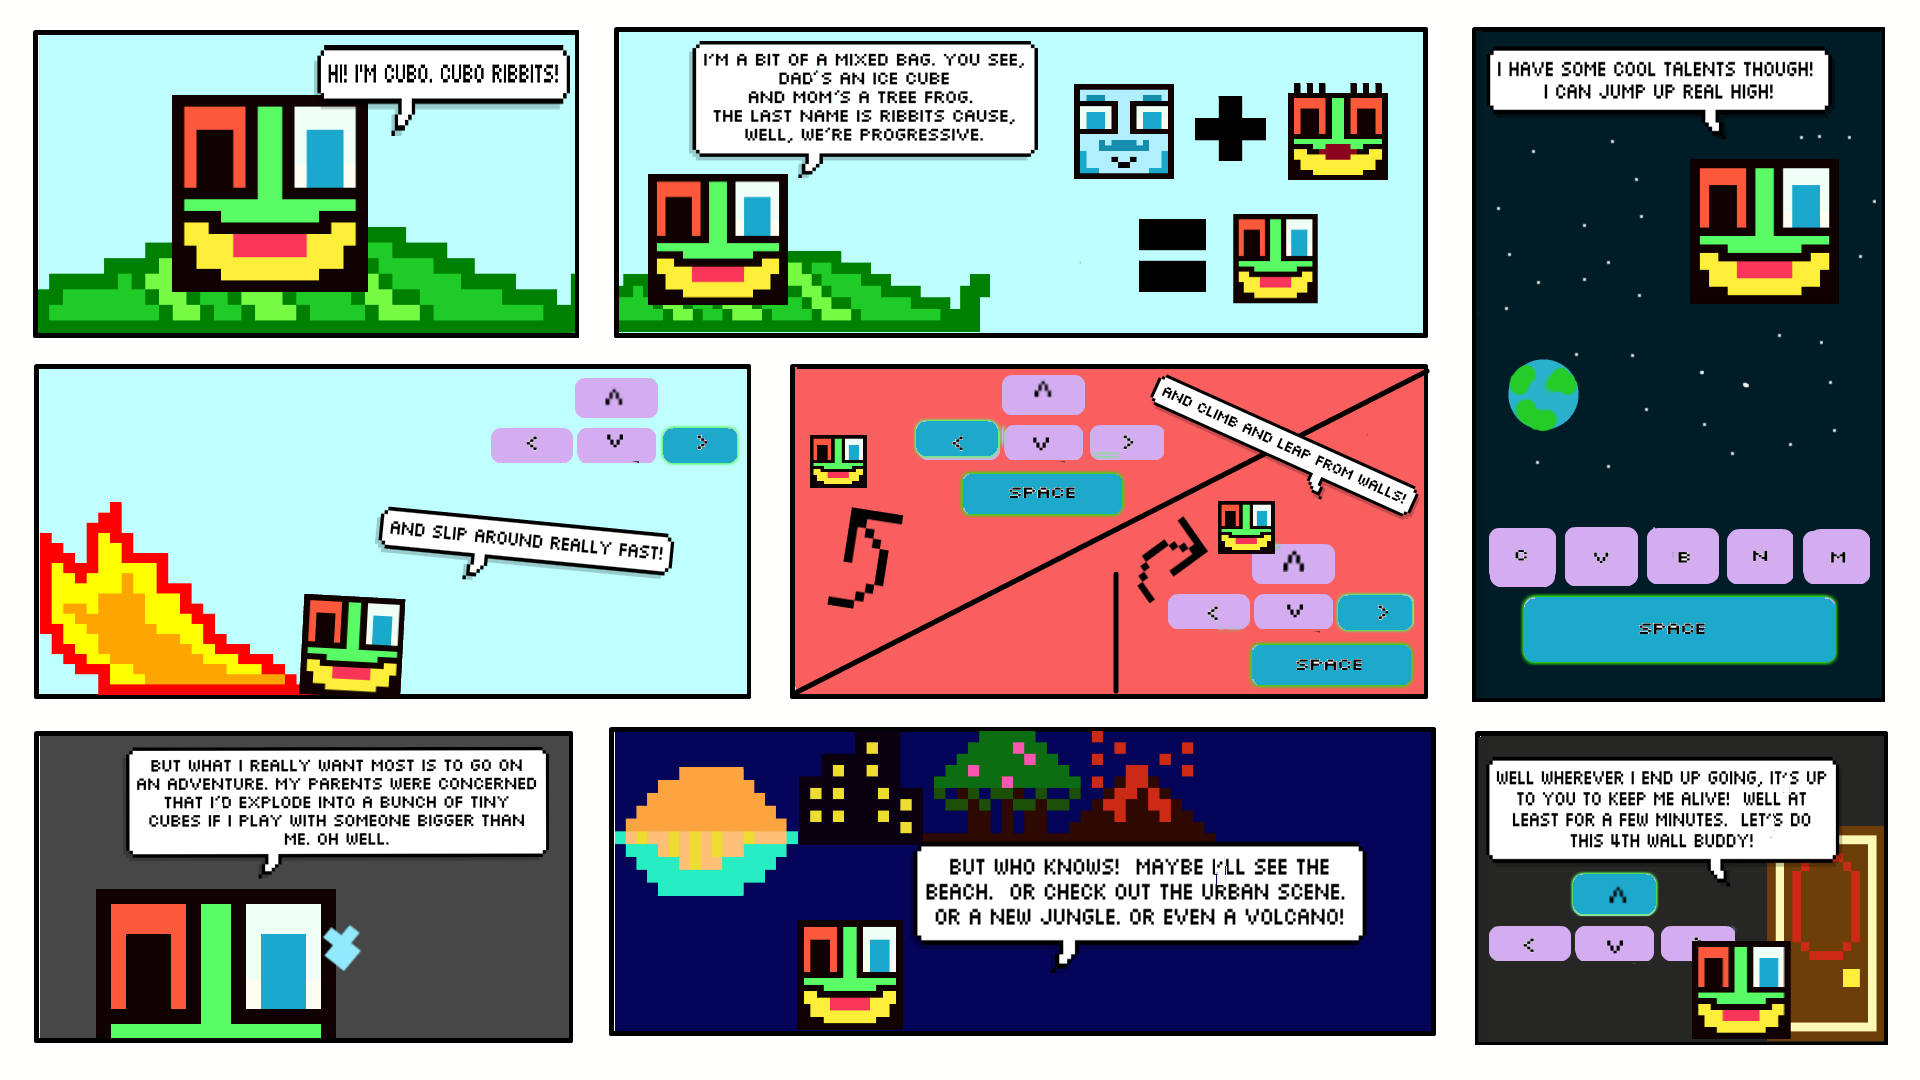 HI! I'M CUBO. CUBO RIBBITS!
I'M A BIT OF A MIXED BAG. YOU SEE,
DAD'S AN ICE CUBE
AND MOM'S A TREE FROG.
THE LAST NAME IS RIBBITS CAUSE,
WELL, WE'RE PROGRESSIVE.
I HAVE SOME COOL TALENTS THOUGH!
I CAN JUMP UP REAL HIGH!
C V B N M
SPACE
^
< v >
AND SLIP AROUND REALLY FAST!
^
< v >
SPACE
AND CLIMB AND LEAP FROM WALLS!
^
< v >
SPACE
BUT WHAT I REALLY WANT MOST IS TO GO ON
AN ADVENTURE. MY PARENTS WERE CONCERNED
THAT I'D EXPLODE INTO A BUNCH OF TINY
CUBES IF I PLAY WITH SOMEONE BIGGER THAN
ME. OH WELL.
BUT WHO KNOWS! MAYBE I'LL SEE THE
BEACH. OR CHECK OUT THE URBAN SCENE.
OR A NEW JUNGLE. OR EVEN A VOLCANO!
WELL WHEREVER I END UP GOING, IT'S UP
TO YOU TO KEEP ME ALIVE! WELL AT
LEAST FOR A FEW MINUTES. LET'S DO
THIS 4TH WALL BUDDY!
^
< v